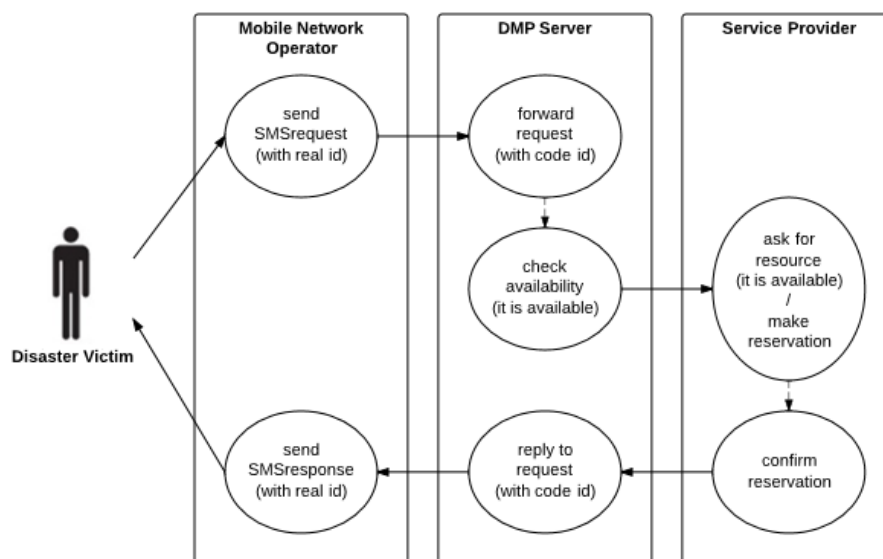 Mobile Network
Operator
DMP Server
Service Provider
send
SMSrequest
(with real id)
forward
request
(with code id)
check
availability
(it is available)
ask for
resource
(it is available)
/
make
reservation
Disaster Victim
send
SMSresponse
(with real id)
reply to
request
(with code id)
confirm
reservation